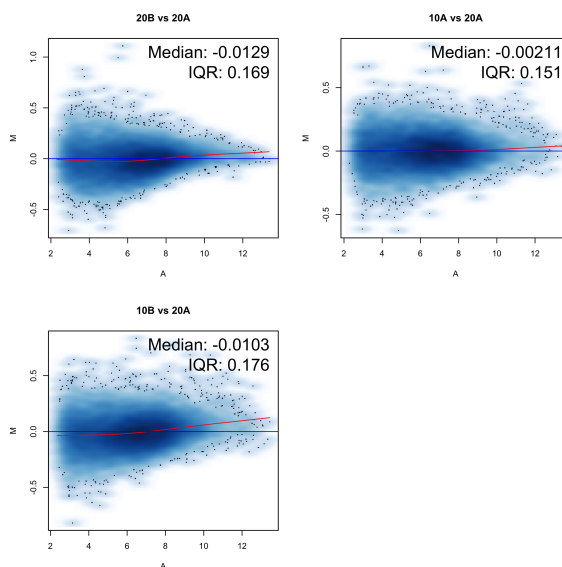 20B vs 20A
Median: -0.0129
IQR: 0.169
M
1.0
0.5
0.0
-0.5
2 4 6 8 10 12
A
10A vs 20A
Median: -0.00211
IQR: 0.151
M
0.5
0.0
-0.5
2 4 6 8 10 12
A
10B vs 20A
Median: -0.0103
IQR: 0.176
M
0.5
0.0
-0.5
2 4 6 8 10 12
A